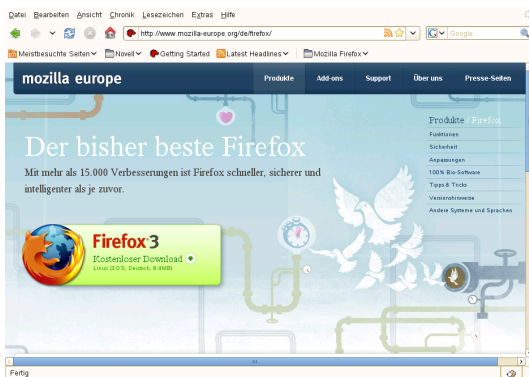 Datei Bearbeiten Ansicht Chronik Lesezeichen Extras Hilfe
http://www.mozilla-europe.org/de/firefox/
Google
Meistbesuchte Seiten Novell Getting Started Latest Headlines Mozilla Firefox
mozilla europe
Produkte Add-ons Support Über uns Presse-Seiten
Produkte / Firefox
Funktionen
Sicherheit
Anpassungen
100% Bio-Software
Tipps & Tricks
Versionshinweise
Andere Systeme und Sprachen
Der bisher beste Firefox
Mit mehr als 15.000 Verbesserungen ist Firefox schneller, sicherer und
intelligenter als je zuvor.
Firefox 3
Kostenloser Download
Linux (3.0.5, Deutsch, 8.4MB)
Fertig